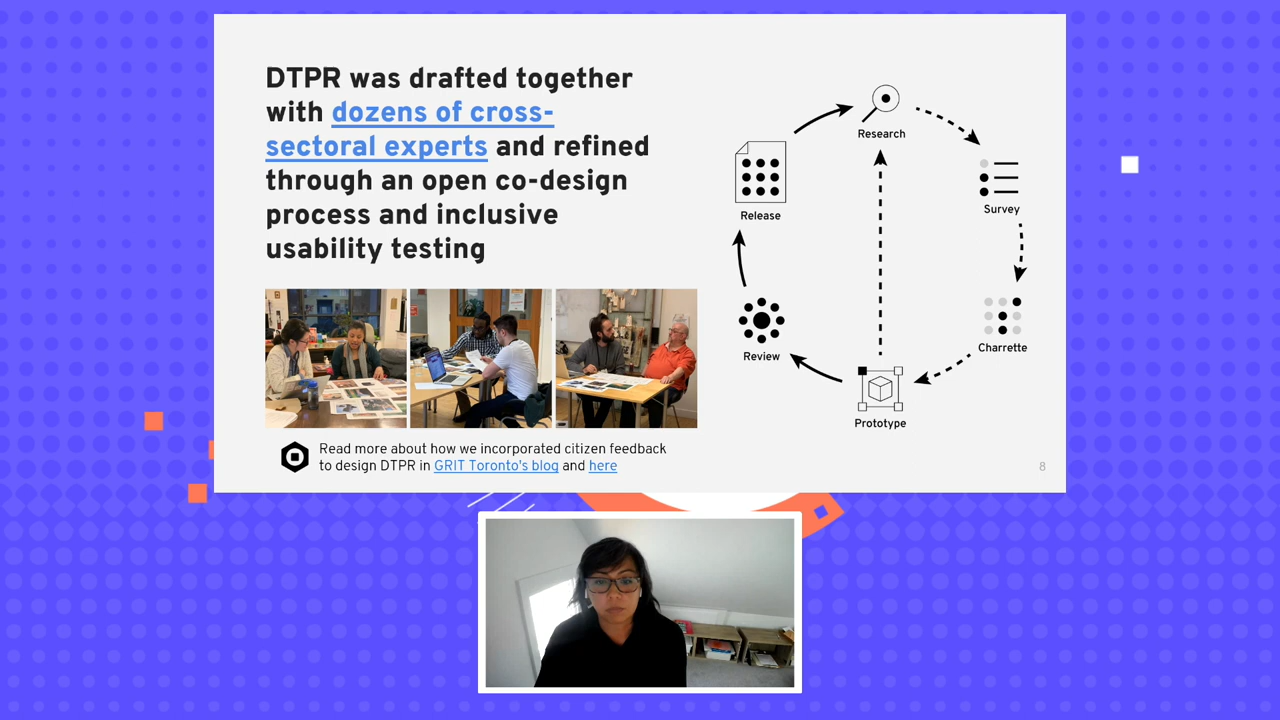 DTPR was drafted together
with dozens of cross-
sectoral experts and refined
through an open co-design
process and inclusive
usability testing
Research
Survey
Charrette
Prototype
Review
Release
Read more about how we incorporated citizen feedback
to design DTPR in GRIT Toronto's blog and here
8